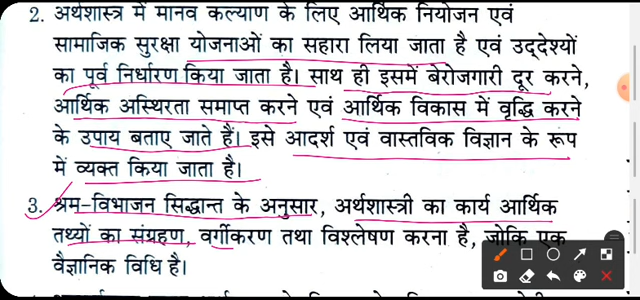 2. अर्थशास्त्र में मानव कल्याण के लिए आर्थिक नियोजन एवं
सामाजिक सुरक्षा योजनाओं का सहारा लिया जाता है एवं उद्देश्यों
का पूर्व निर्धारण किया जाता है। साथ ही इसमें बेरोजगारी दूर करने,
आर्थिक अस्थिरता समाप्त करने एवं आर्थिक विकास में वृद्धि करने
के उपाय बताए जाते हैं। इसे आदर्श एवं वास्तविक विज्ञान के रूप
में व्यक्त किया जाता है।
3. श्रम-विभाजन सिद्धान्त के अनुसार, अर्थशास्त्री का कार्य आर्थिक
तथ्यों का संग्रहण, वर्गीकरण तथा विश्लेषण करना है, जोकि एक
वैज्ञानिक विधि है।